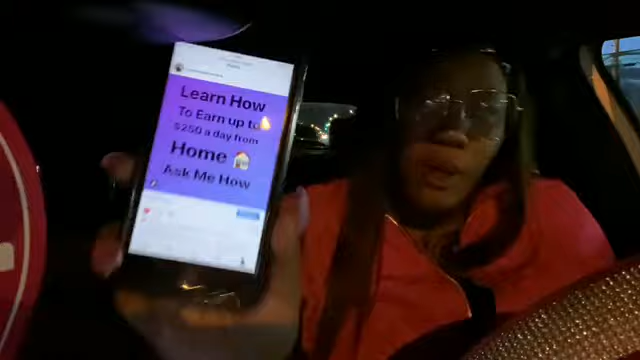 Learn How
To Earn up to
$250 a day from
Home 🏠
Ask Me How